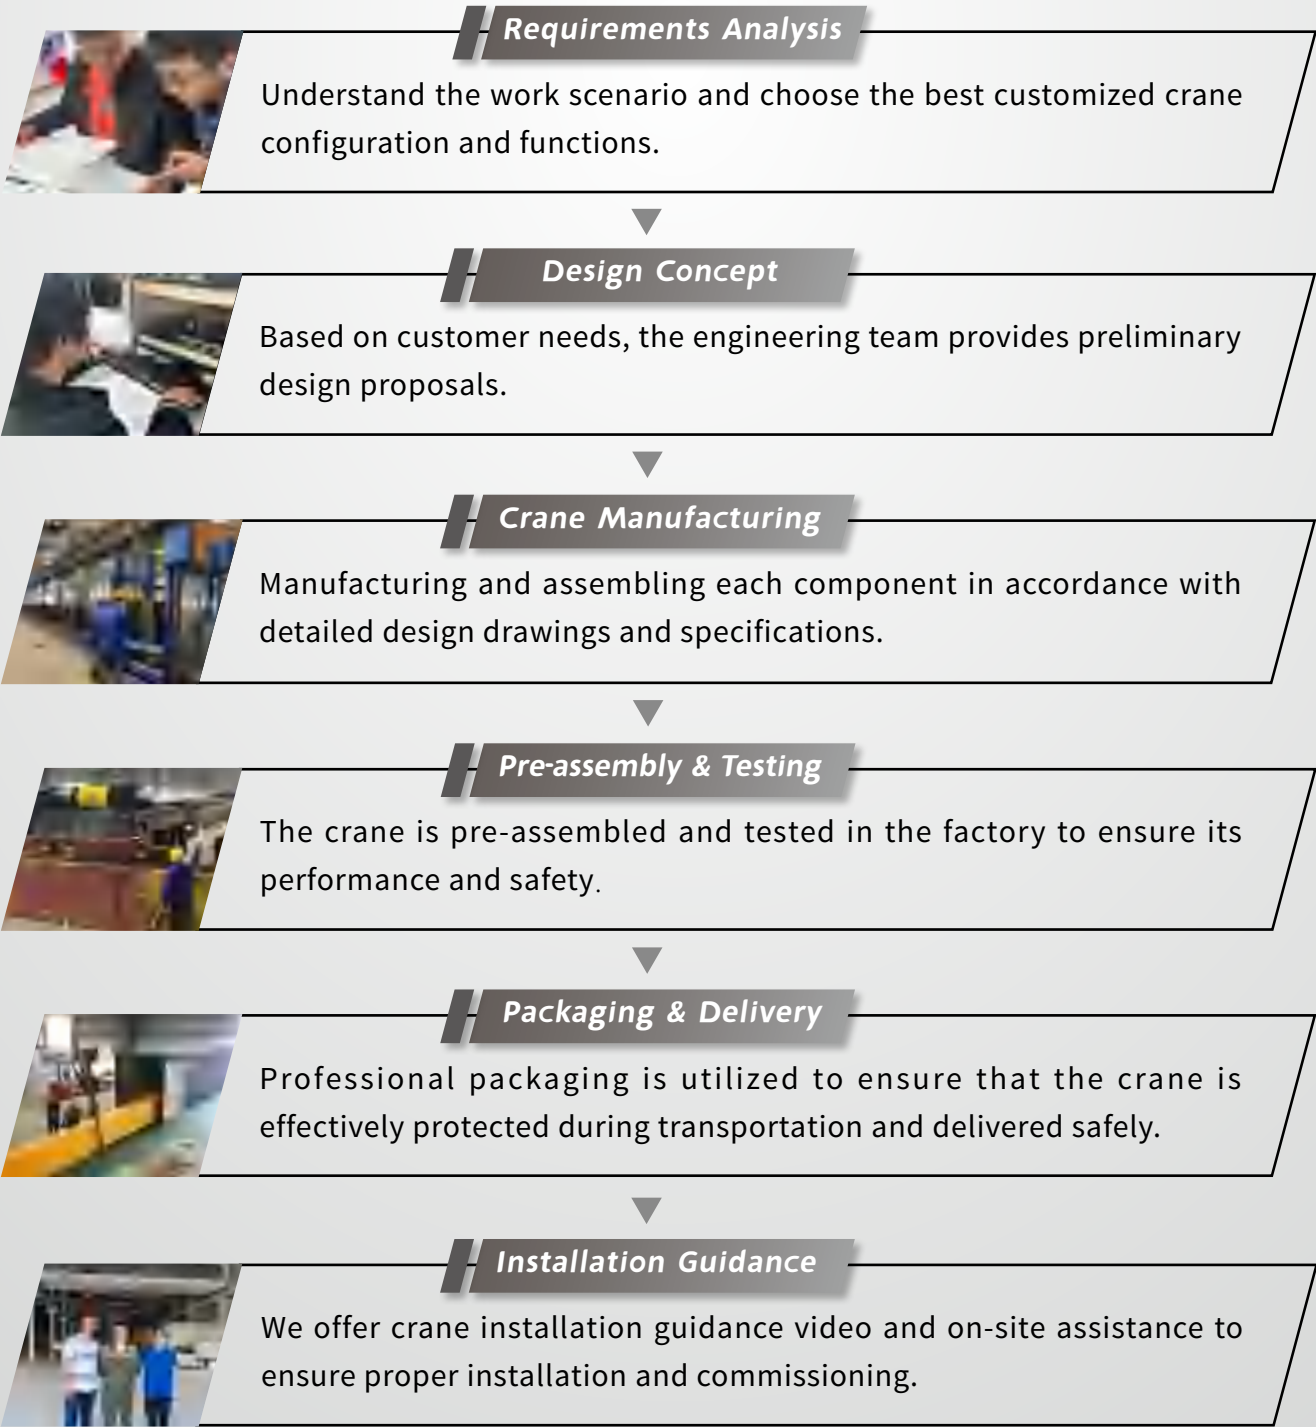 Requirements Analysis
Understand the work scenario and choose the best customized crane
configuration and functions.
Design Concept
Based on customer needs, the engineering team provides preliminary
design proposals.
Crane Manufacturing
Manufacturing and assembling each component in accordance with
detailed design drawings and specifications.
Pre-assembly & Testing
The crane is pre-assembled and tested in the factory to ensure its
performance and safety.
Packaging & Delivery
Professional packaging is utilized to ensure that the crane is
effectively protected during transportation and delivered safely.
Installation Guidance
We offer crane installation guidance video and on-site assistance to
ensure proper installation and commissioning.